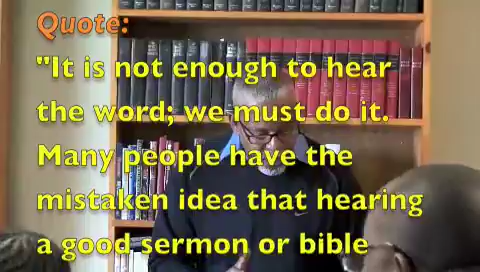 Quote:
"It is not enough to hear
the word; we must do it.
Many people have the
mistaken idea that hearing
a good sermon or bible